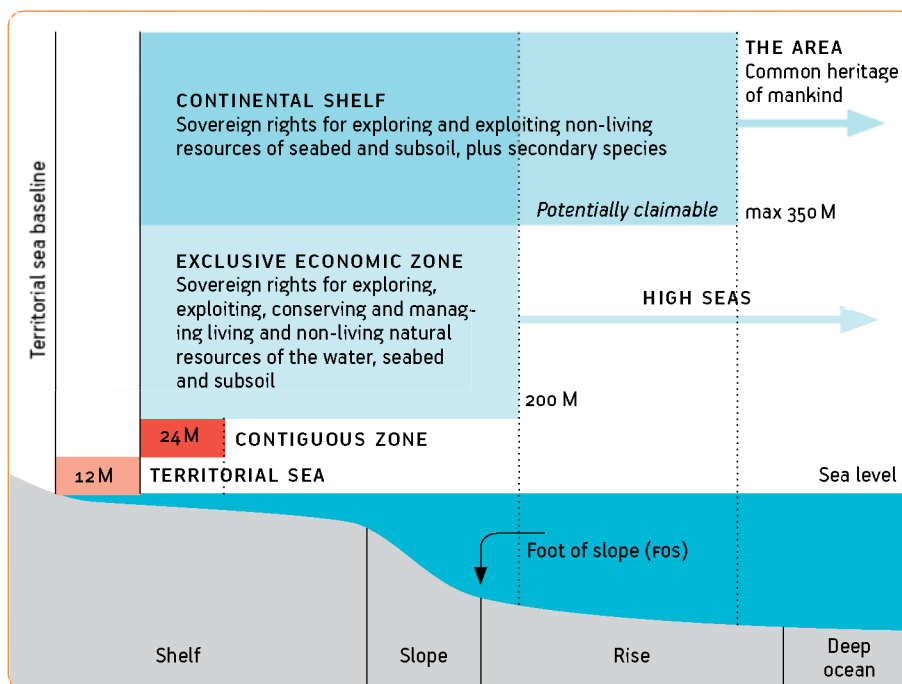 Territorial sea baseline
THE AREA
Common heritage
of mankind
CONTINENTAL SHELF
Sovereign rights for exploring and exploiting non-living
resources of seabed and subsoil, plus secondary species
Potentially claimable
max 350 M
EXCLUSIVE ECONOMIC ZONE
Sovereign rights for exploring,
exploiting, conserving and manag-
ing living and non-living natural
resources of the water, seabed
and subsoil
HIGH SEAS
200 M
24 M
CONTIGUOUS ZONE
12 M
TERRITORIAL SEA
Sea level
Foot of slope (FOS)
Shelf
Slope
Rise
Deep
ocean